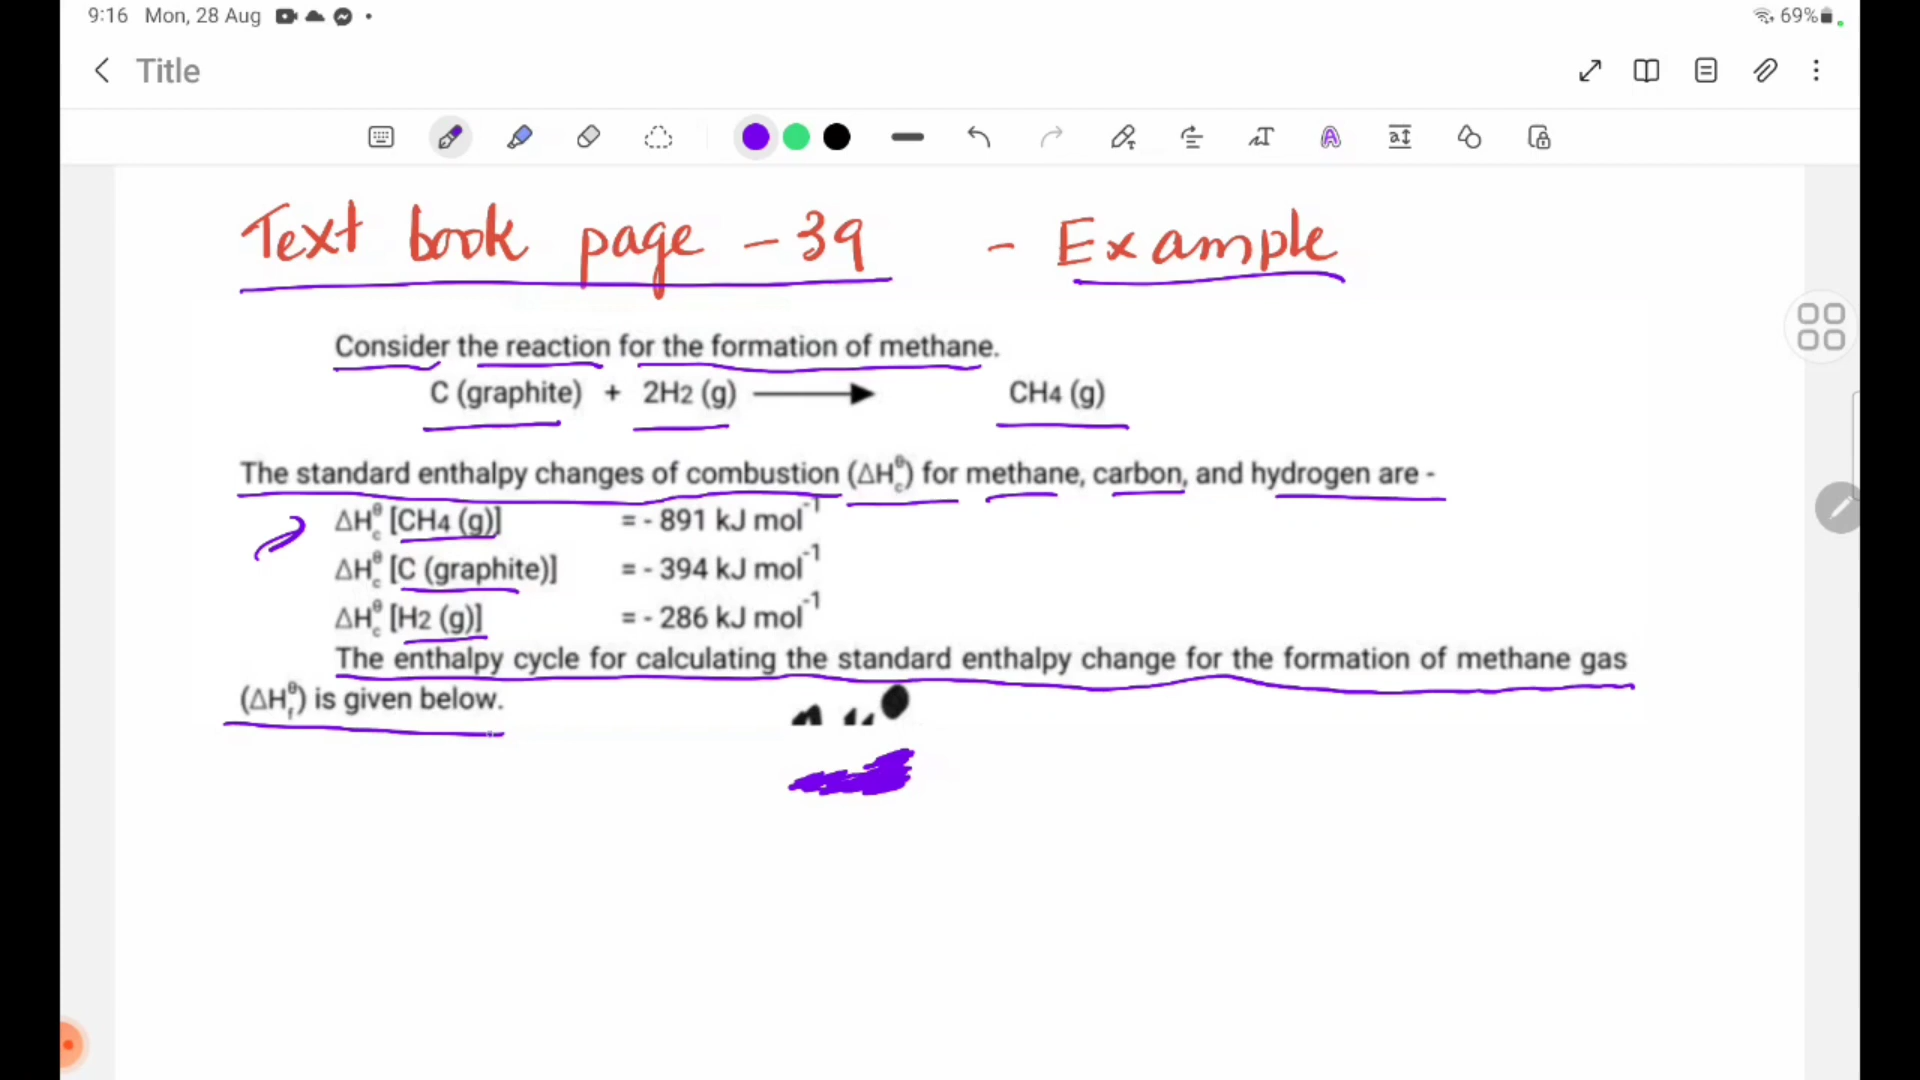 9:16 Mon, 28 Aug
69%
Title
Text book page - 39 - Example
Consider the reaction for the formation of methane.
C (graphite) + 2H2 (g) ⟶ CH4 (g)
The standard enthalpy changes of combustion (ΔH꜀ᶿ) for methane, carbon, and hydrogen are -
ΔH꜀ᶿ [CH4 (g)] = - 891 kJ mol⁻¹
ΔH꜀ᶿ [C (graphite)] = - 394 kJ mol⁻¹
ΔH꜀ᶿ [H2 (g)] = - 286 kJ mol⁻¹
The enthalpy cycle for calculating the standard enthalpy change for the formation of methane gas
(ΔHfᶿ) is given below.